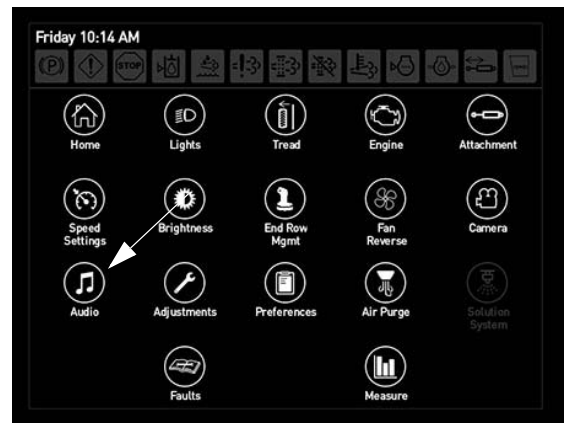 Friday 10:14 AM
STOP
Home
Lights
Tread
Engine
Attachment
Speed
Settings
Brightness
End Row
Mgmt
Fan
Reverse
Camera
Audio
Adjustments
Preferences
Air Purge
Solution
System
Faults
Measure